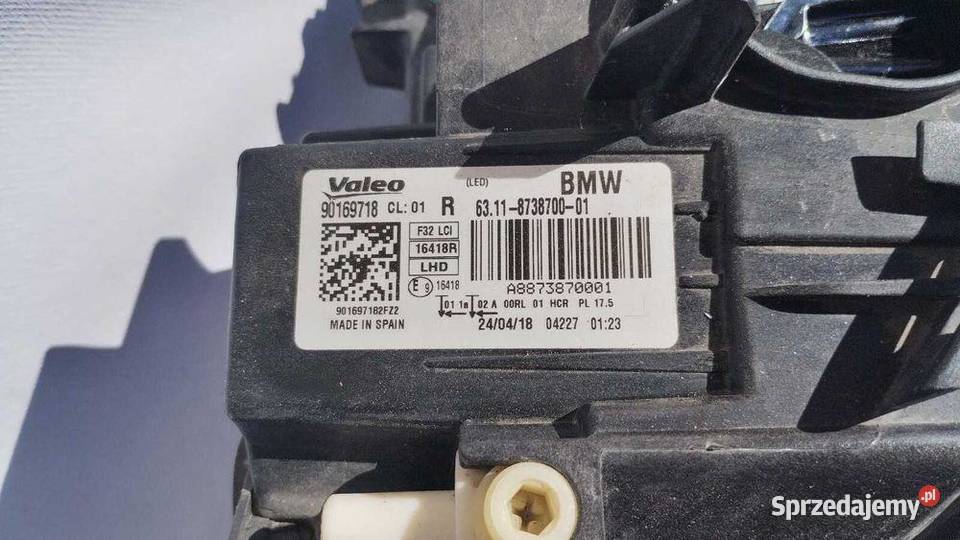 Valeo (LED) BMW
90169718 CL: 01 R 63.11-8738700-01
F32 LCI
16418R
LHD
E 9 16418
A8873870001
01 1a 02 A 00RL 01 HCR PL 17.5
901697182FZ2
MADE IN SPAIN 24/04/18 04227 01:23
Sprzedajemy.pl